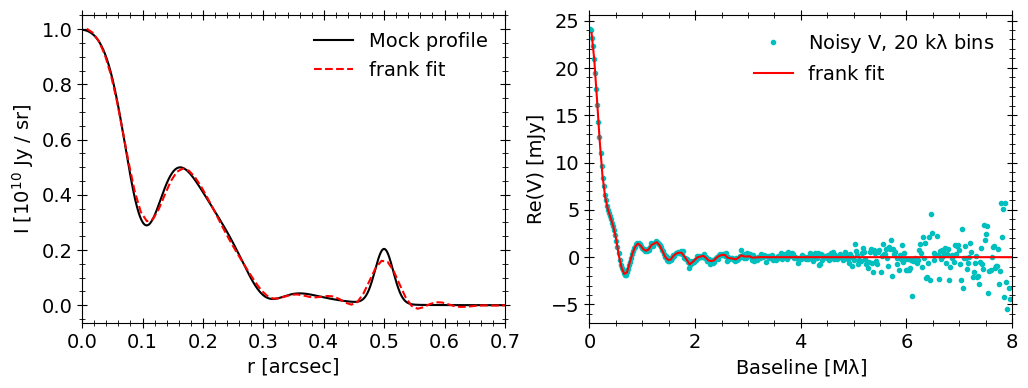 Mock profile
frank fit
I [10¹⁰ Jy / sr]
1.0
0.8
0.6
0.4
0.2
0.0
0.0 0.1 0.2 0.3 0.4 0.5 0.6 0.7
r [arcsec]
Noisy V, 20 kλ bins
frank fit
Re(V) [mJy]
25
20
15
10
5
0
−5
0 2 4 6 8
Baseline [Mλ]